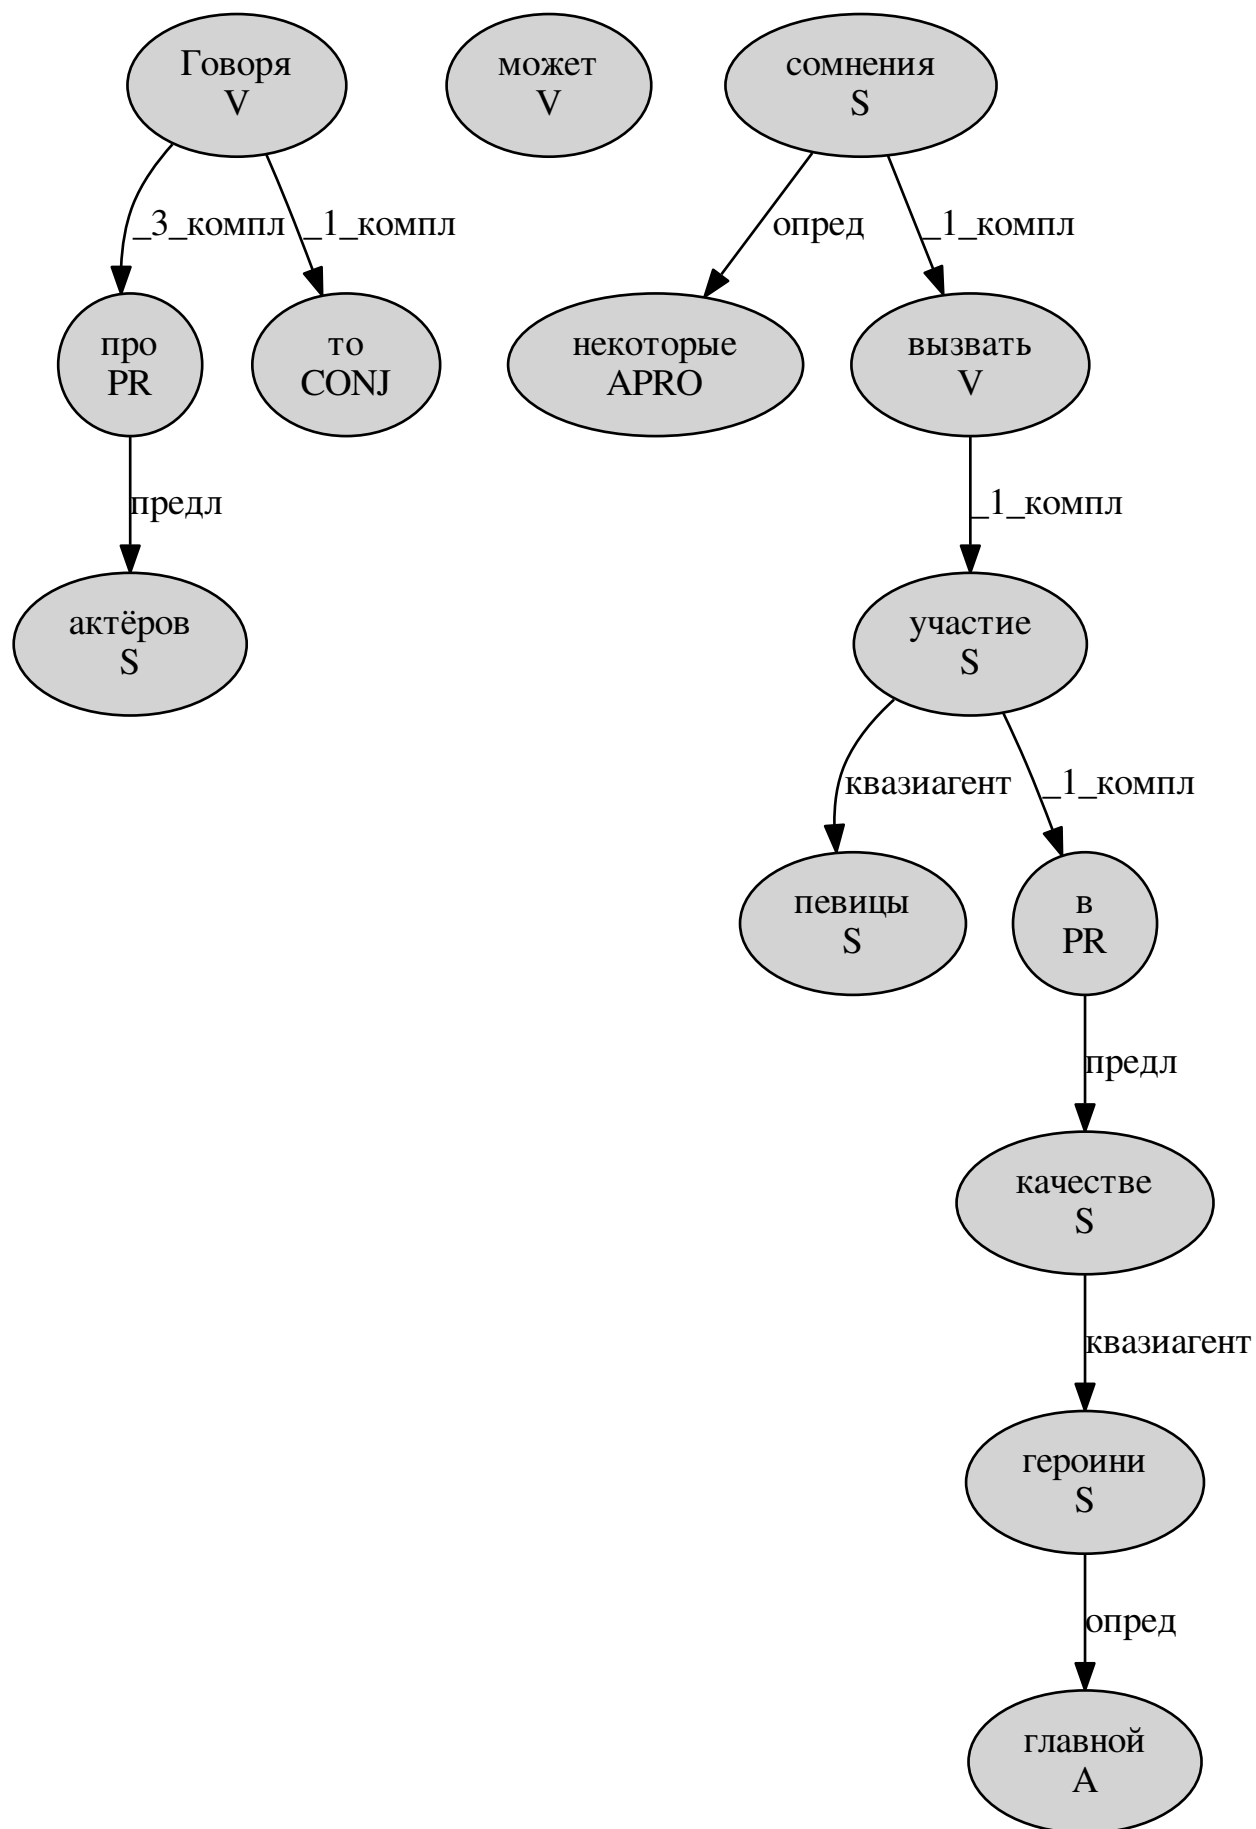 Говоря
V
может
V
сомнения
S
_3_компл
_1_компл
опред
_1_компл
про
PR
то
CONJ
некоторые
APRO
вызвать
V
предл
_1_компл
актёров
S
участие
S
квазиагент
_1_компл
певицы
S
в
PR
предл
качестве
S
квазиагент
героини
S
опред
главной
A